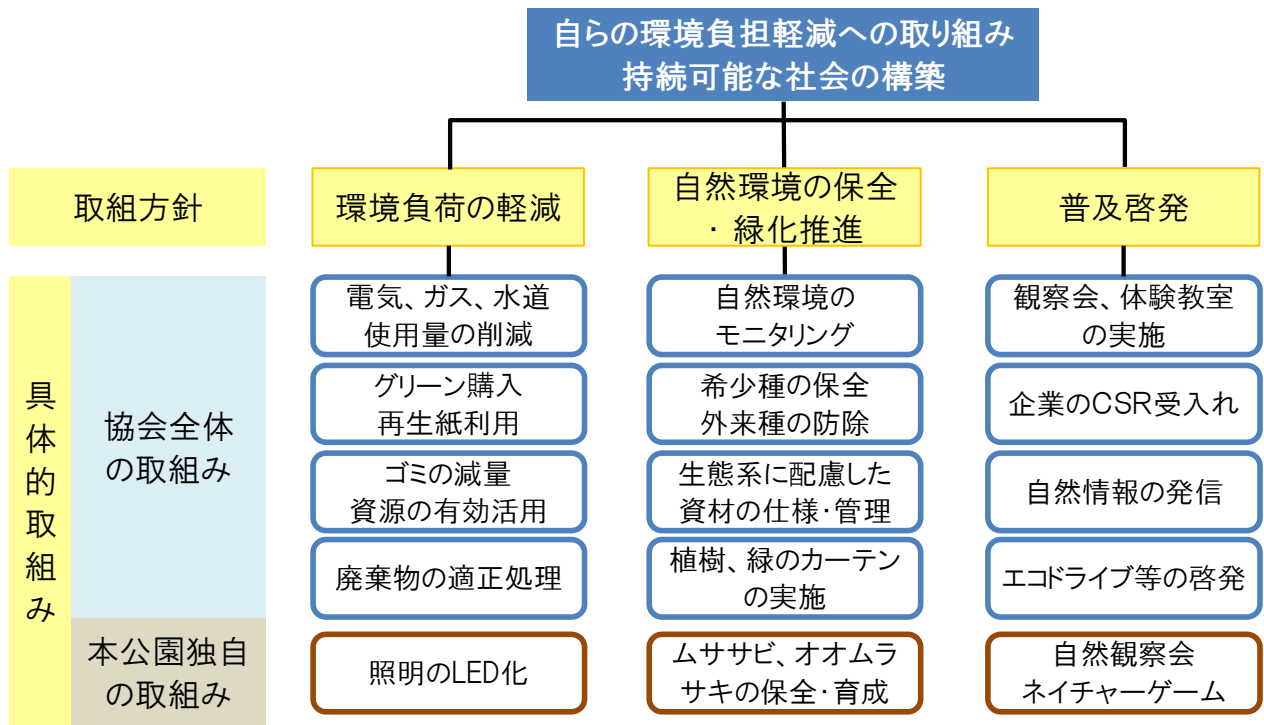 自らの環境負担軽減への取り組み
持続可能な社会の構築
取組方針
環境負荷の軽減
自然環境の保全
・緑化推進
普及啓発
具体的取組み
協会全体
の取組み
電気、ガス、水道
使用量の削減
自然環境の
モニタリング
観察会、体験教室
の実施
グリーン購入
再生紙利用
希少種の保全
外来種の防除
企業のCSR受入れ
ゴミの減量
資源の有効活用
生態系に配慮した
資材の仕様・管理
自然情報の発信
廃棄物の適正処理
植樹、緑のカーテン
の実施
エコドライブ等の啓発
本公園独自
の取組み
照明のLED化
ムササビ、オオムラ
サキの保全・育成
自然観察会
ネイチャーゲーム